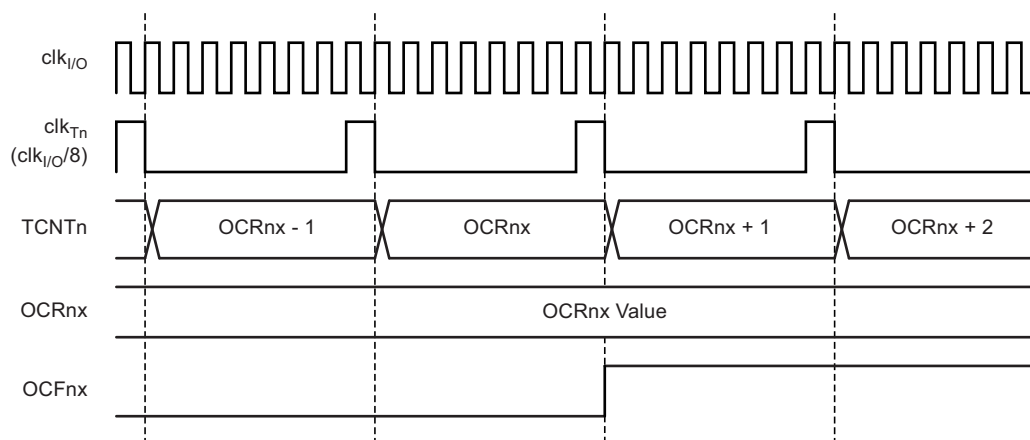 clkI/O
clkTn
(clkI/O/8)
TCNTn
OCRnx - 1
OCRnx
OCRnx + 1
OCRnx + 2
OCRnx
OCRnx Value
OCFnx